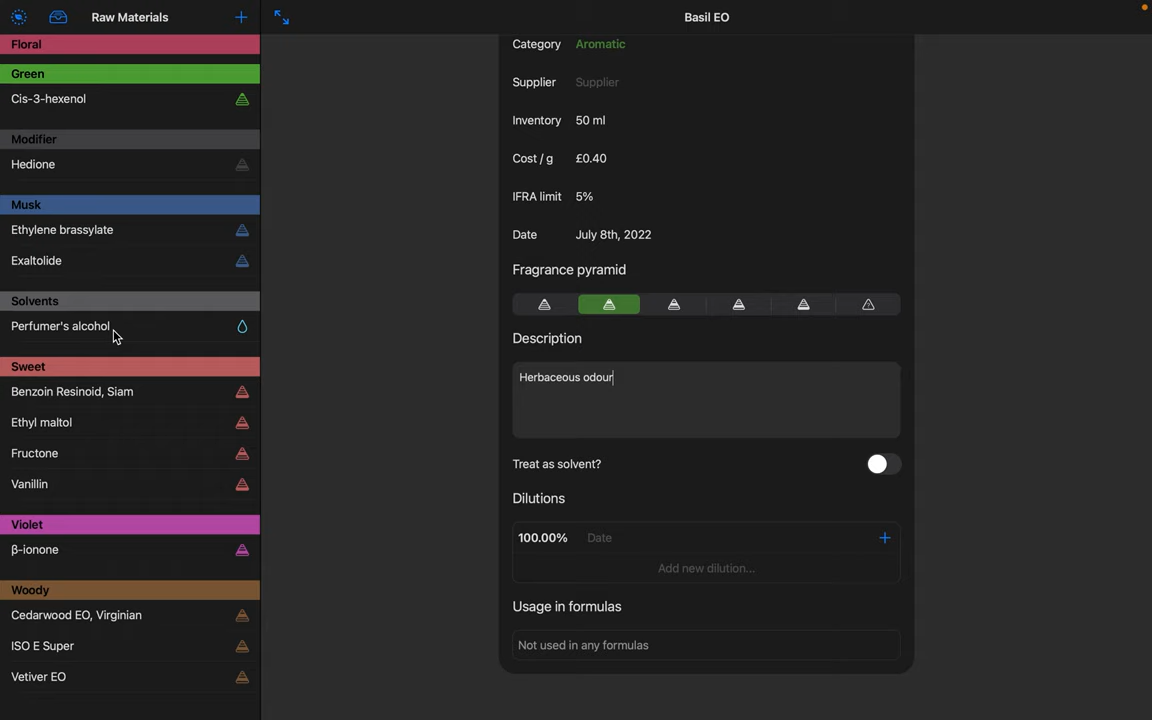 Raw Materials
Floral
Green
Cis-3-hexenol
Modifier
Hedione
Musk
Ethylene brassylate
Exaltolide
Solvents
Perfumer's alcohol
Sweet
Benzoin Resinoid, Siam
Ethyl maltol
Fructone
Vanillin
Violet
β-ionone
Woody
Cedarwood EO, Virginian
ISO E Super
Vetiver EO
Basil EO
Category Aromatic
Supplier Supplier
Inventory 50 ml
Cost / g £0.40
IFRA limit 5%
Date July 8th, 2022
Fragrance pyramid
Description
Herbaceous odour
Treat as solvent?
Dilutions
100.00% Date
Add new dilution...
Usage in formulas
Not used in any formulas